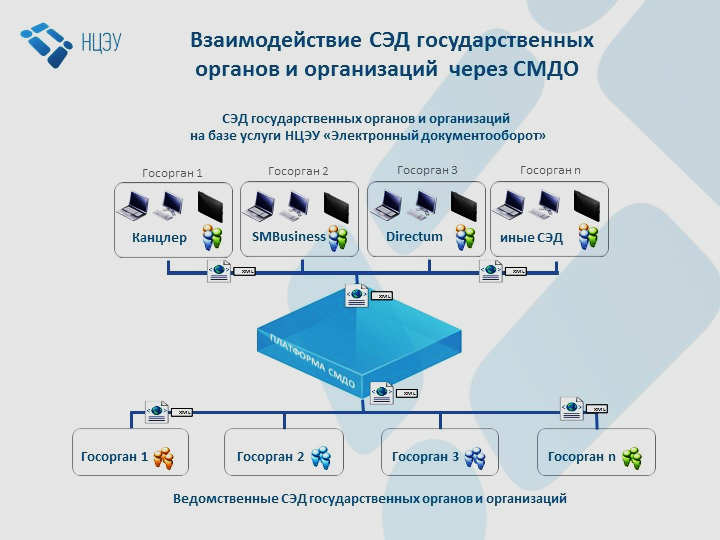 НЦЭУ
Взаимодействие СЭД государственных
органов и организаций через СМДО
СЭД государственных органов и организаций
на базе услуги НЦЭУ «Электронный документооборот»
Госорган 1
Госорган 2
Госорган 3
Госорган n
Канцлер
SMBusiness
Directum
иные СЭД
XML
XML
XML
ПЛАТФОРМА СМДО
XML
XML
XML
Госорган 1
Госорган 2
Госорган 3
Госорган n
Ведомственные СЭД государственных органов и организаций